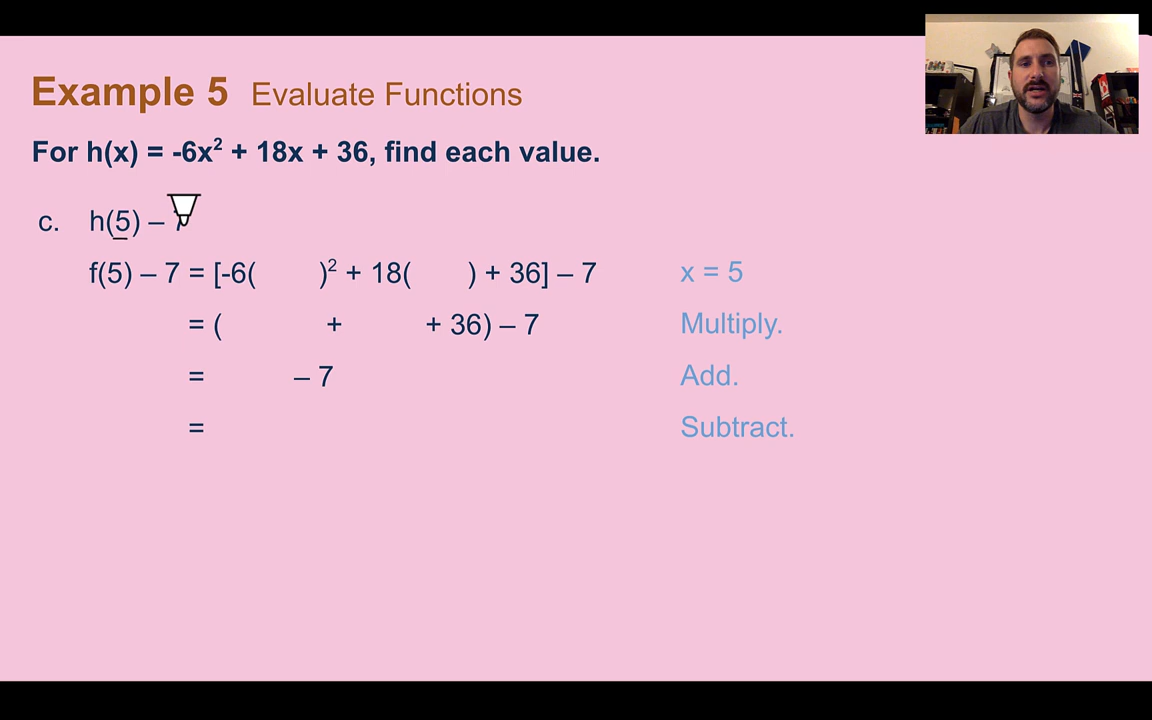 Example 5 Evaluate Functions
For h(x) = -6x² + 18x + 36, find each value.
c. h(5) – 7
f(5) – 7 = [-6( )² + 18( ) + 36] – 7 x = 5
= ( + + 36) – 7 Multiply.
= – 7 Add.
= Subtract.